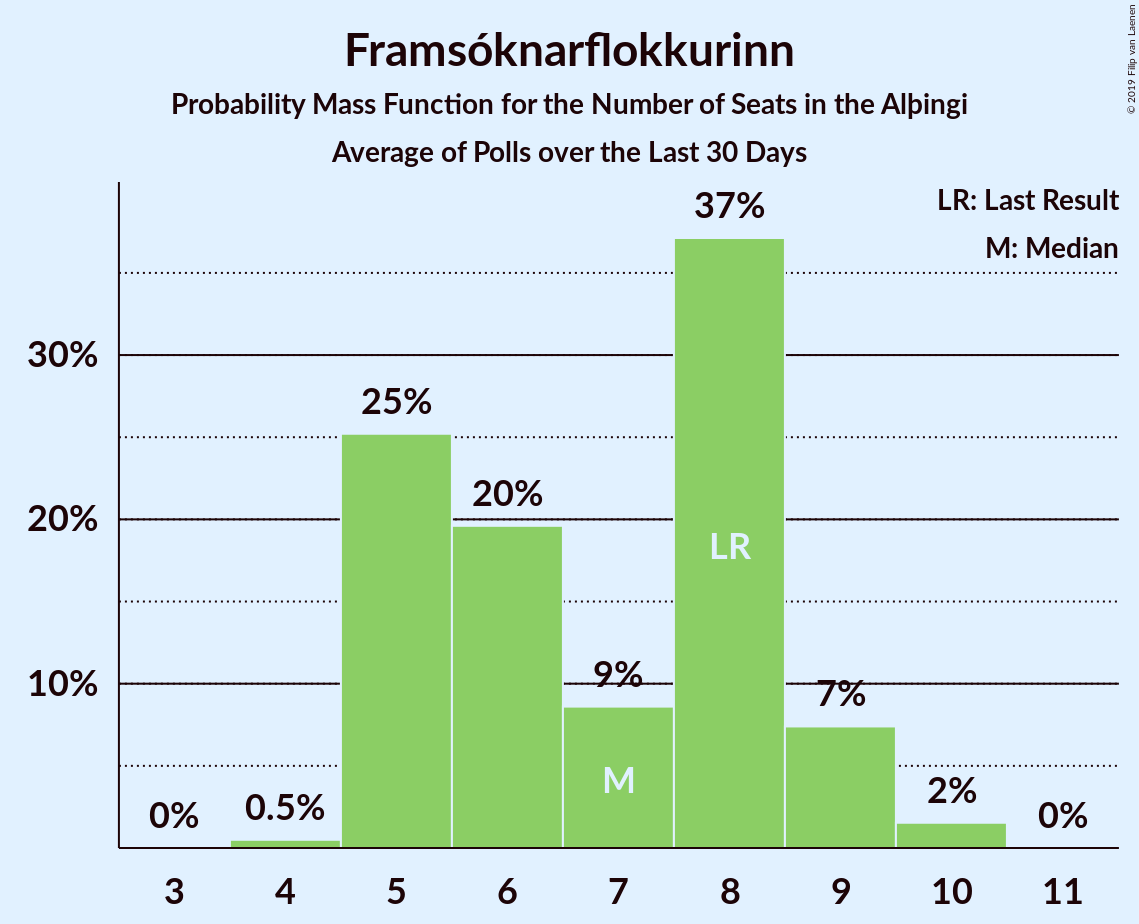 Framsóknarflokkurinn
Probability Mass Function for the Number of Seats in the Alþingi
Average of Polls over the Last 30 Days
© 2019 Filip van Laenen
LR: Last Result
M: Median
37%
30%
25%
20%
20%
LR
10%
9%
7%
M
0%
0.5%
2%
0%
3 4 5 6 7 8 9 10 11